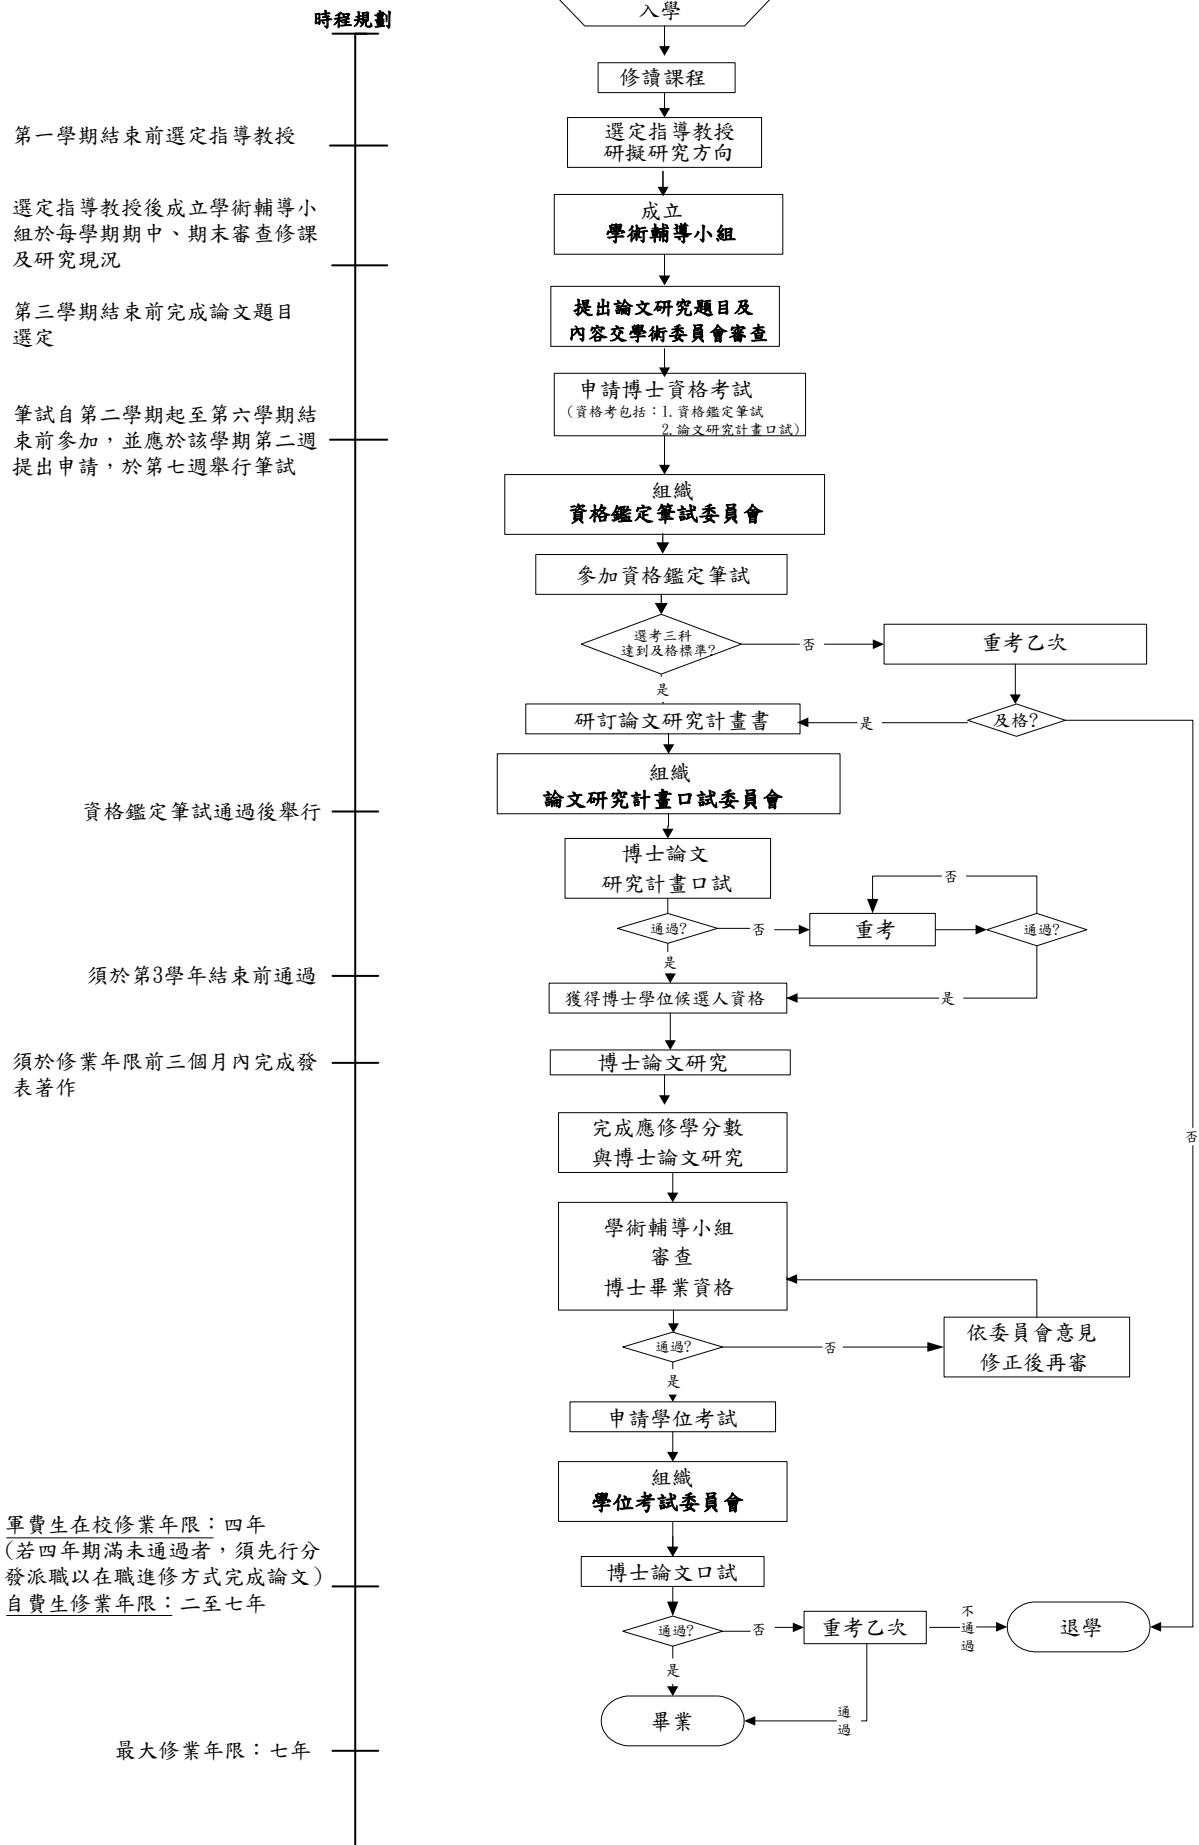 時程規劃
入學
修讀課程
第一學期結束前選定指導教授
選定指導教授
研擬研究方向
選定指導教授後成立學術輔導小
組於每學期期中、期末審查修課
及研究現況
成立
學術輔導小組
第三學期結束前完成論文題目
選定
提出論文研究題目及
內容交學術委員會審查
申請博士資格考試
(資格考包括：1.資格鑑定筆試
2.論文研究計畫口試)
筆試自第二學期起至第六學期結
束前參加，並應於該學期第二週
提出申請，於第七週舉行筆試
組織
資格鑑定筆試委員會
參加資格鑑定筆試
選考三科
達到及格標準?
否
重考乙次
是
研訂論文研究計畫書
是
及格?
組織
論文研究計畫口試委員會
資格鑑定筆試通過後舉行
博士論文
研究計畫口試
否
通過?
否
重考
通過?
是
須於第3學年結束前通過
獲得博士學位候選人資格
是
須於修業年限前三個月內完成發
表著作
博士論文研究
完成應修學分數
與博士論文研究
否
學術輔導小組
審查
博士畢業資格
通過?
否
依委員會意見
修正後再審
是
申請學位考試
組織
學位考試委員會
軍費生在校修業年限：四年
(若四年期滿未通過者，須先行分
發派職以在職進修方式完成論文)
自費生修業年限：二至七年
博士論文口試
通過?
否
重考乙次
不
通
過
退學
是
畢業
通
過
最大修業年限：七年